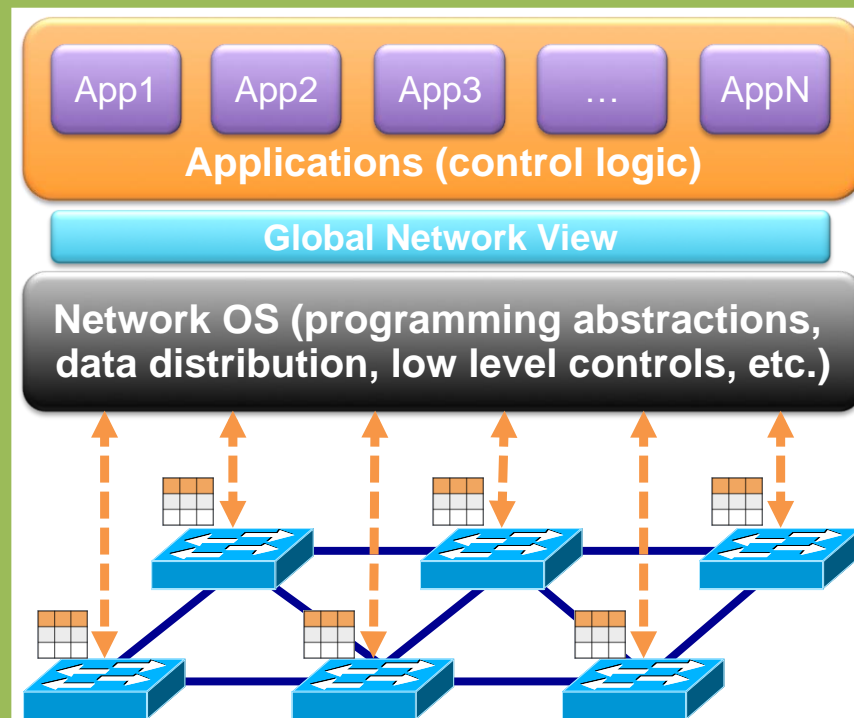 App1 App2 App3 … AppN
Applications (control logic)
Global Network View
Network OS (programming abstractions,
data distribution, low level controls, etc.)